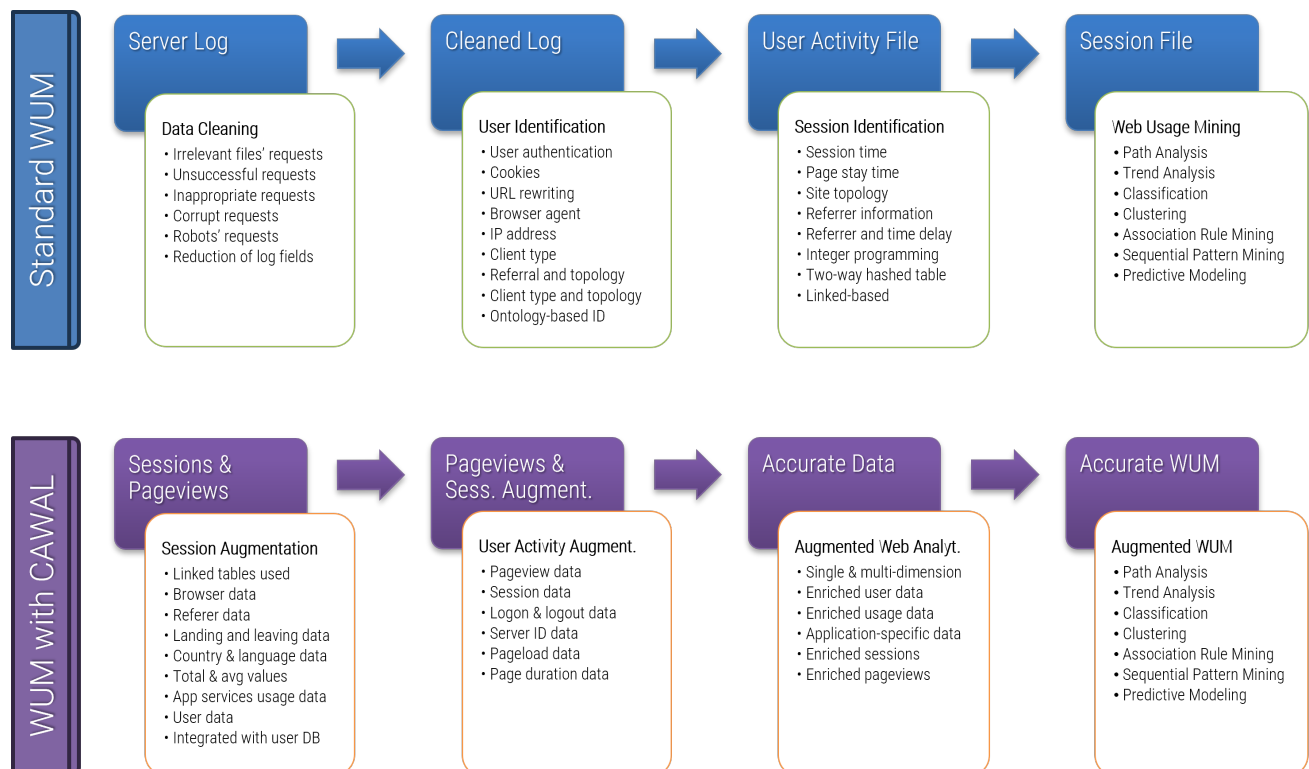 Standard WUM
Server Log
Data Cleaning
• Irrelevant files' requests
• Unsuccessful requests
• Inappropriate requests
• Corrupt requests
• Robots' requests
• Reduction of log fields
Cleaned Log
User Identification
• User authentication
• Cookies
• URL rewriting
• Browser agent
• IP address
• Client type
• Referral and topology
• Client type and topology
• Ontology-based ID
User Activity File
Session Identification
• Session time
• Page stay time
• Site topology
• Referrer information
• Referrer and time delay
• Integer programming
• Two-way hashed table
• Linked-based
Session File
Web Usage Mining
• Path Analysis
• Trend Analysis
• Classification
• Clustering
• Association Rule Mining
• Sequential Pattern Mining
• Predictive Modeling
WUM with CAWAL
Sessions &
Pageviews
Session Augmentation
• Linked tables used
• Browser data
• Referer data
• Landing and leaving data
• Country & language data
• Total & avg values
• App services usage data
• User data
• Integrated with user DB
Pageviews &
Sess. Augment.
User Activity Augment.
• Pageview data
• Session data
• Logon & logout data
• Server ID data
• Pageload data
• Page duration data
Accurate Data
Augmented Web Analyt.
• Single & multi-dimension
• Enriched user data
• Enriched usage data
• Application-specific data
• Enriched sessions
• Enriched pageviews
Accurate WUM
Augmented WUM
• Path Analysis
• Trend Analysis
• Classification
• Clustering
• Association Rule Mining
• Sequential Pattern Mining
• Predictive Modeling